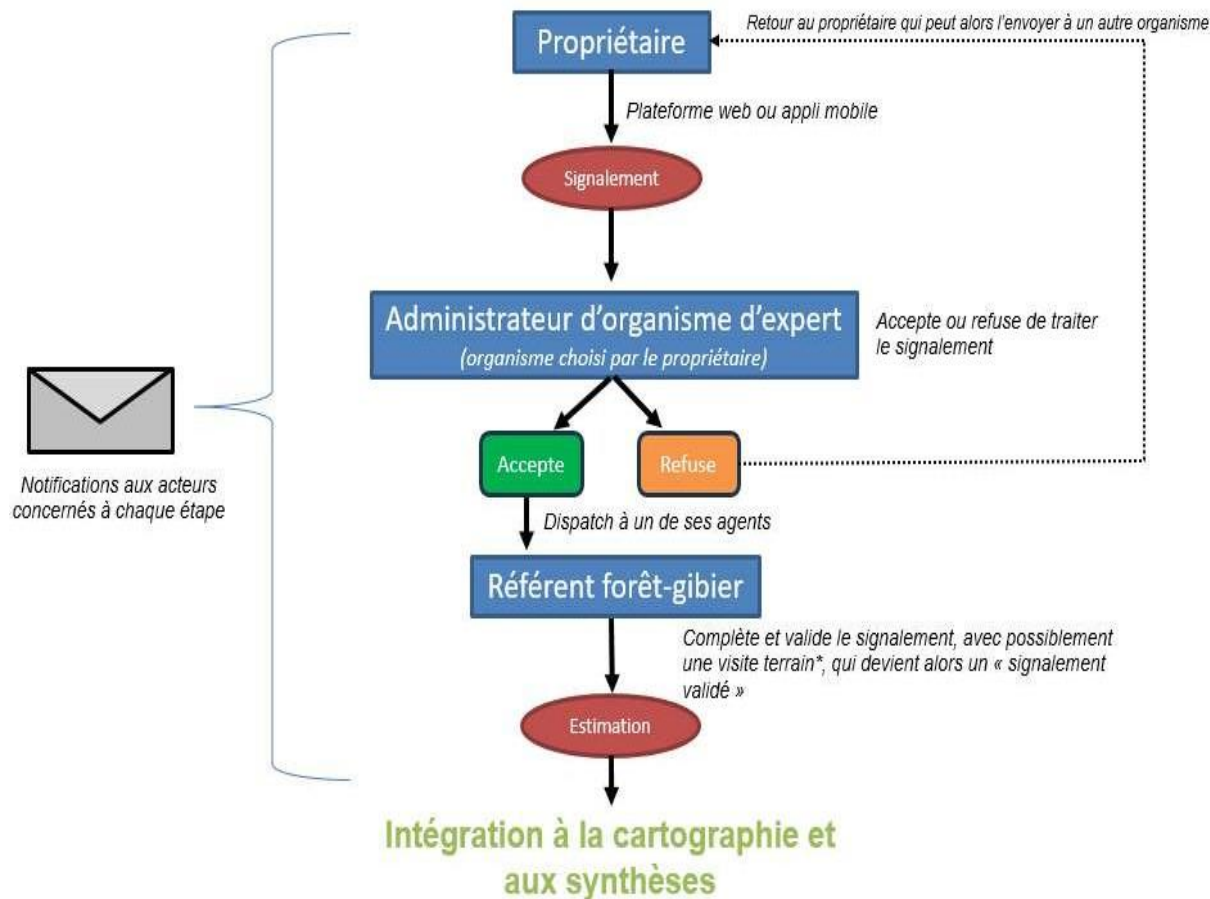 Propriétaire
Retour au propriétaire qui peut alors l'envoyer à un autre organisme
Plateforme web ou appli mobile
Signalement
Administrateur d'organisme d'expert
(organisme choisi par le propriétaire)
Accepte ou refuse de traiter
le signalement
Accepte
Refuse
Notifications aux acteurs
concernés à chaque étape
Dispatch à un de ses agents
Référent forêt-gibier
Complète et valide le signalement, avec possiblement
une visite terrain*, qui devient alors un « signalement
validé »
Estimation
Intégration à la cartographie et
aux synthèses